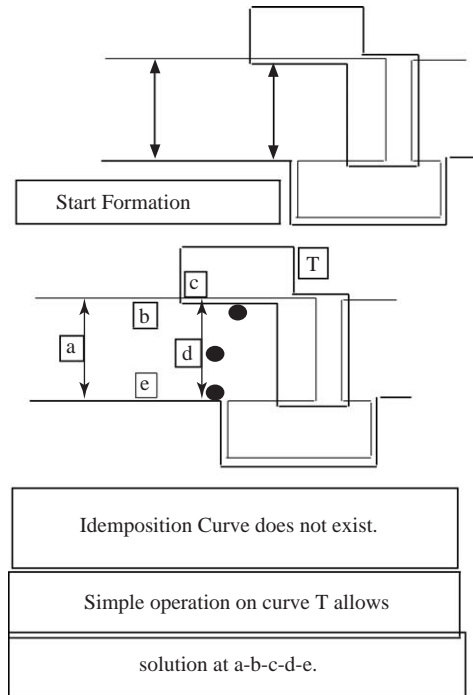 Start Formation
T
c
b
a
d
e
Idemposition Curve does not exist.
Simple operation on curve T allows
solution at a-b-c-d-e.